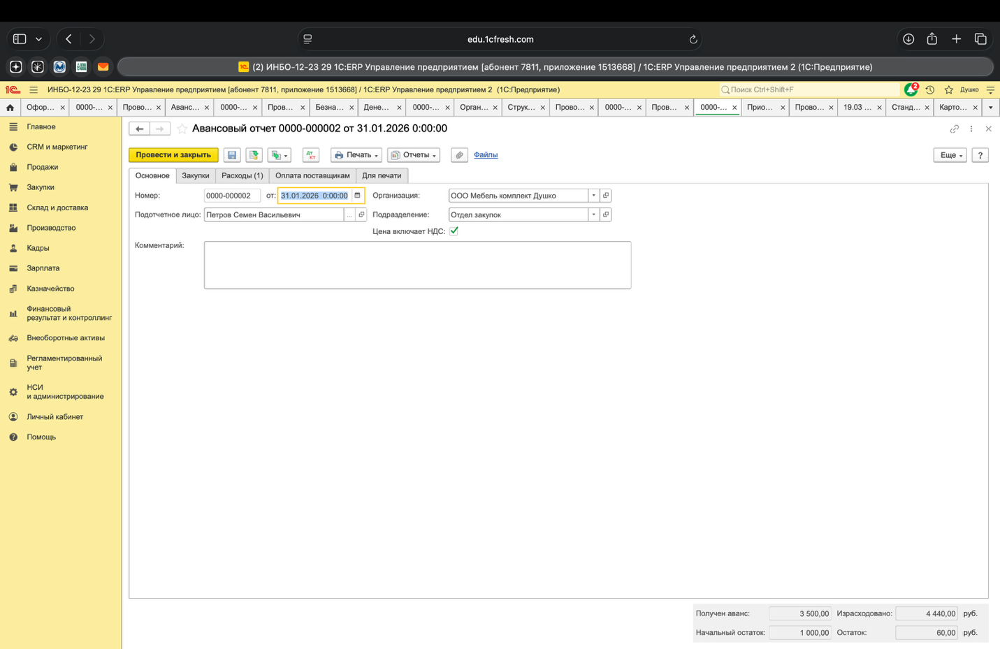 edu.1cfresh.com
(2) ИНБО-12-23 29 1С:ERP Управление предприятием [абонент 7811, приложение 1513668] / 1С:ERP Управление предприятием 2 (1С:Предприятие)
ИНБО-12-23 29 1С:ERP Управление предприятием [абонент 7811, приложение 1513668] / 1С:ERP Управление предприятием 2 (1С:Предприятие)
Поиск Ctrl+Shift+F
2
Душко
Офор...
0000-...
Прово...
Аванс...
0000-...
Пров...
Безна...
Дене...
0000-...
Орган...
Струк...
Прово...
0000-...
Пров...
0000-...
Прио...
Прово...
19.03 ...
Станд...
Карто...
Главное
CRM и маркетинг
Продажи
Закупки
Склад и доставка
Производство
Кадры
Зарплата
Казначейство
Финансовый
результат и контроллинг
Внеоборотные активы
Регламентированный
учет
НСИ
и администрирование
Личный кабинет
Помощь
Авансовый отчет 0000-000002 от 31.01.2026 0:00:00
Провести и закрыть
Дт
Кт
Печать
Отчеты
Файлы
Еще
?
Основное
Закупки
Расходы (1)
Оплата поставщикам
Для печати
Номер: 0000-000002 от: 31.01.2026 0:00:00 Организация: ООО Мебель комплект Душко
Подотчетное лицо: Петров Семен Васильевич ... Подразделение: Отдел закупок
Цена включает НДС:
Комментарий:
Получен аванс: 3 500,00 Израсходовано: 4 440,00 руб.
Начальный остаток: 1 000,00 Остаток: 60,00 руб.